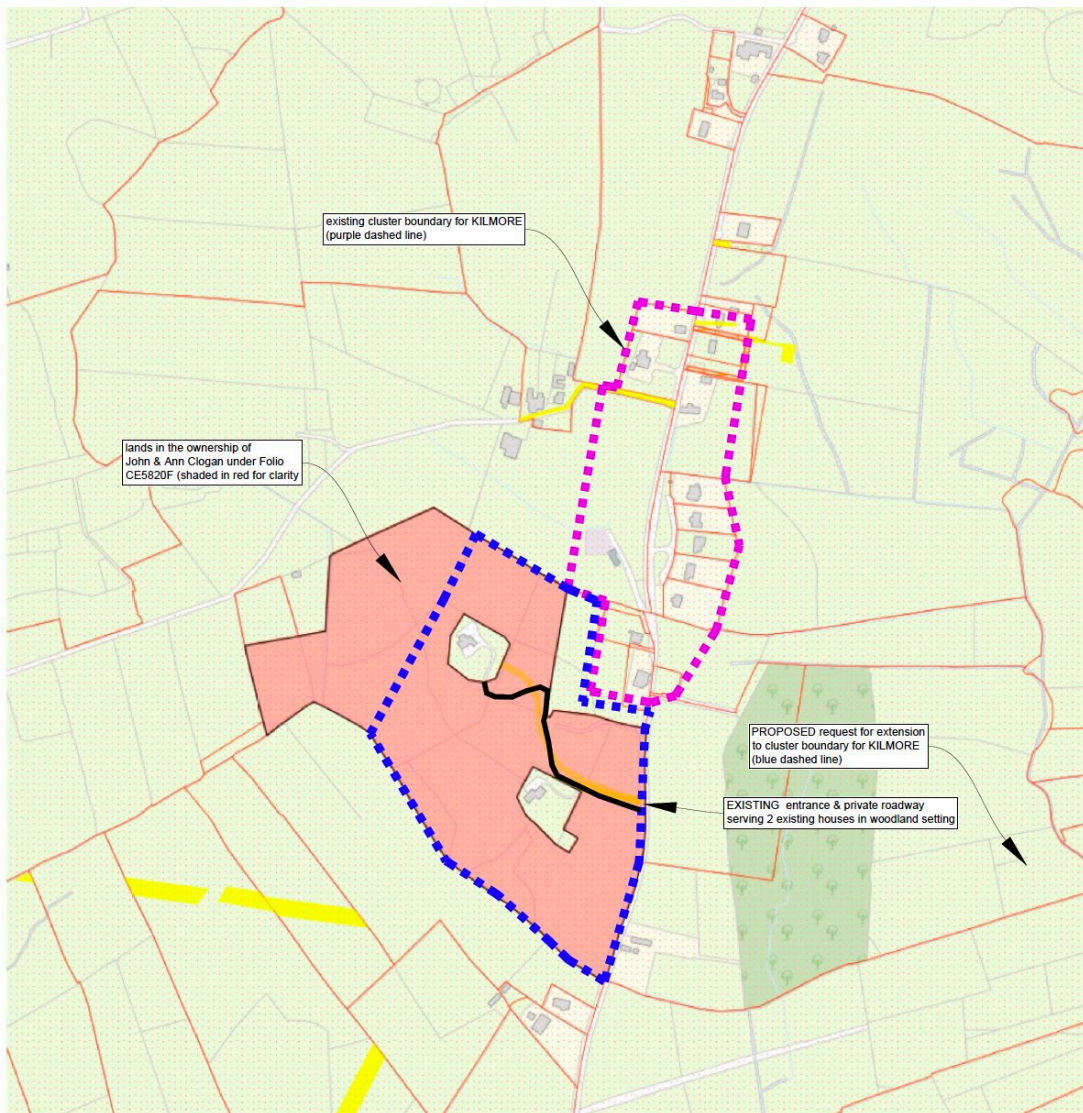 existing cluster boundary for KILMORE
(purple dashed line)
lands in the ownership of
John & Ann Clogan under Folio
CE5820F (shaded in red for clarity
PROPOSED request for extension
to cluster boundary for KILMORE
(blue dashed line)
EXISTING entrance & private roadway
serving 2 existing houses in woodland setting